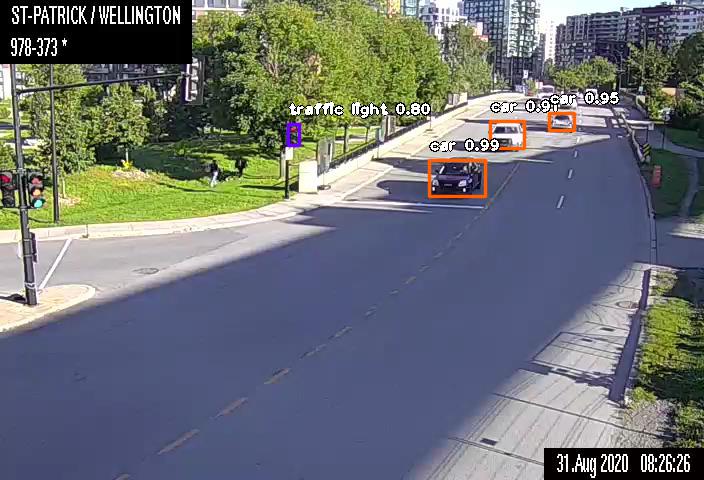 ST-PATRICK / WELLINGTON
978-373 *
traffic light 0.80
car 0.91
car 0.95
car 0.99
31.Aug 2020 08:26:26